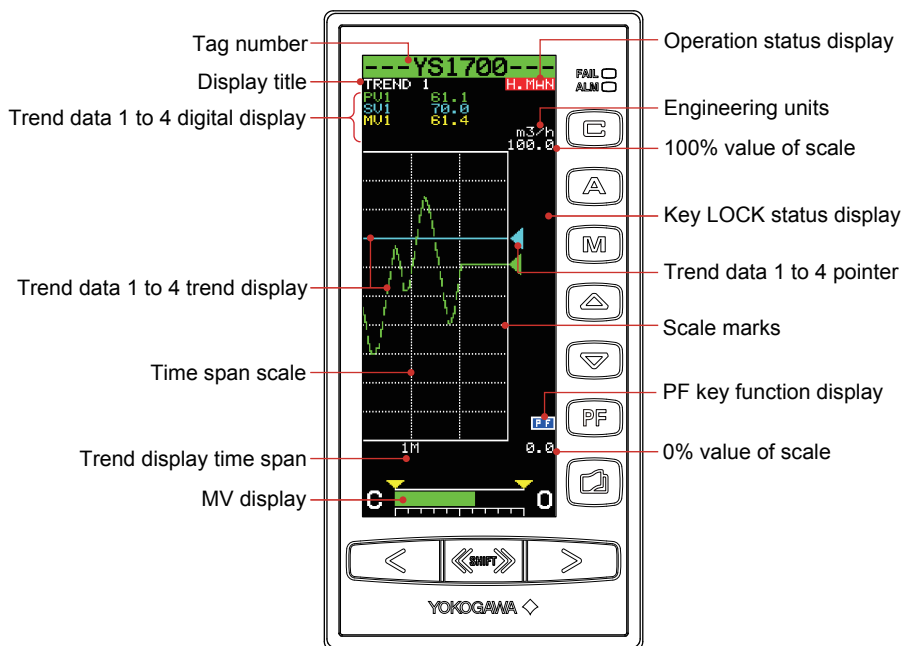 Tag number
Operation status display
---YS1700---
FAIL
ALM
Display title
TREND 1
H.MAN
Trend data 1 to 4 digital display
PV1 61.1
SV1 70.0
MV1 61.4
Engineering units
m3/h
100.0
100% value of scale
C
A
Key LOCK status display
M
Trend data 1 to 4 pointer
Trend data 1 to 4 trend display
Scale marks
Time span scale
PF key function display
PF
PF
1M
0.0
0% value of scale
Trend display time span
MV display
C
O
<
SHIFT
>
YOKOGAWA